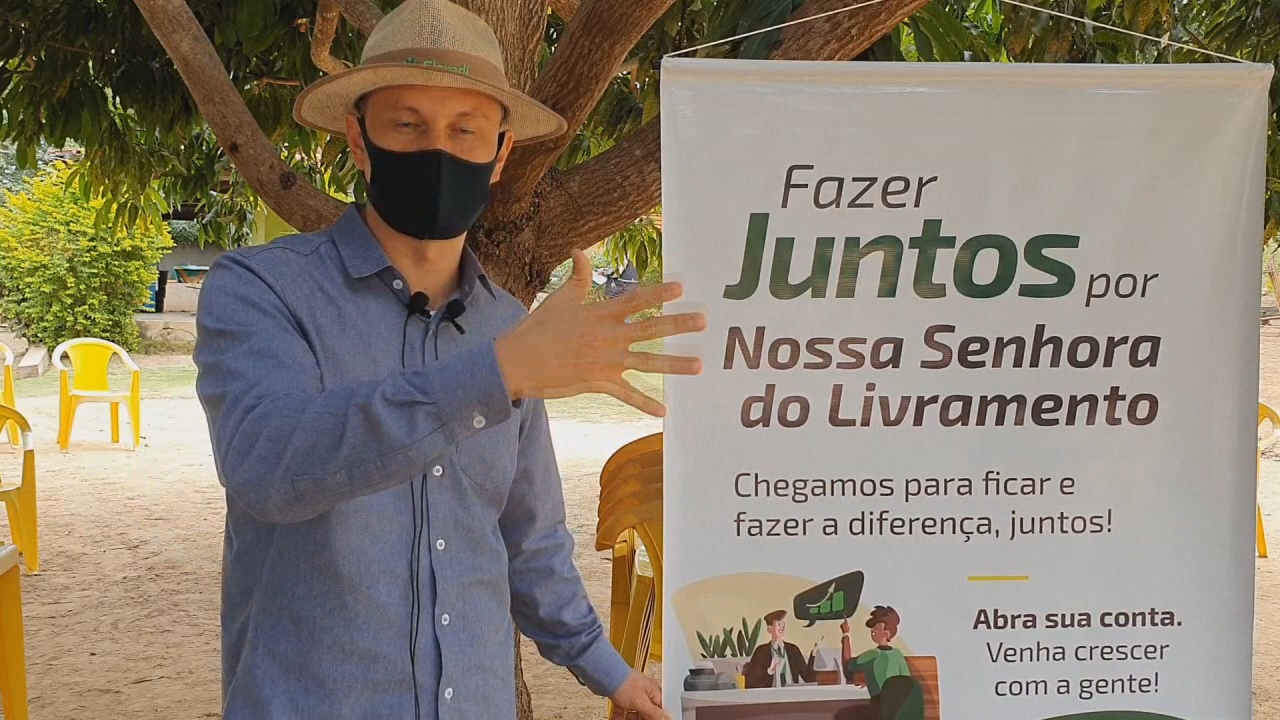 Fazer
Juntos por
Nossa Senhora
do Livramento
Chegamos para ficar e
fazer a diferença, juntos!
Abra sua conta.
Venha crescer
com a gente!